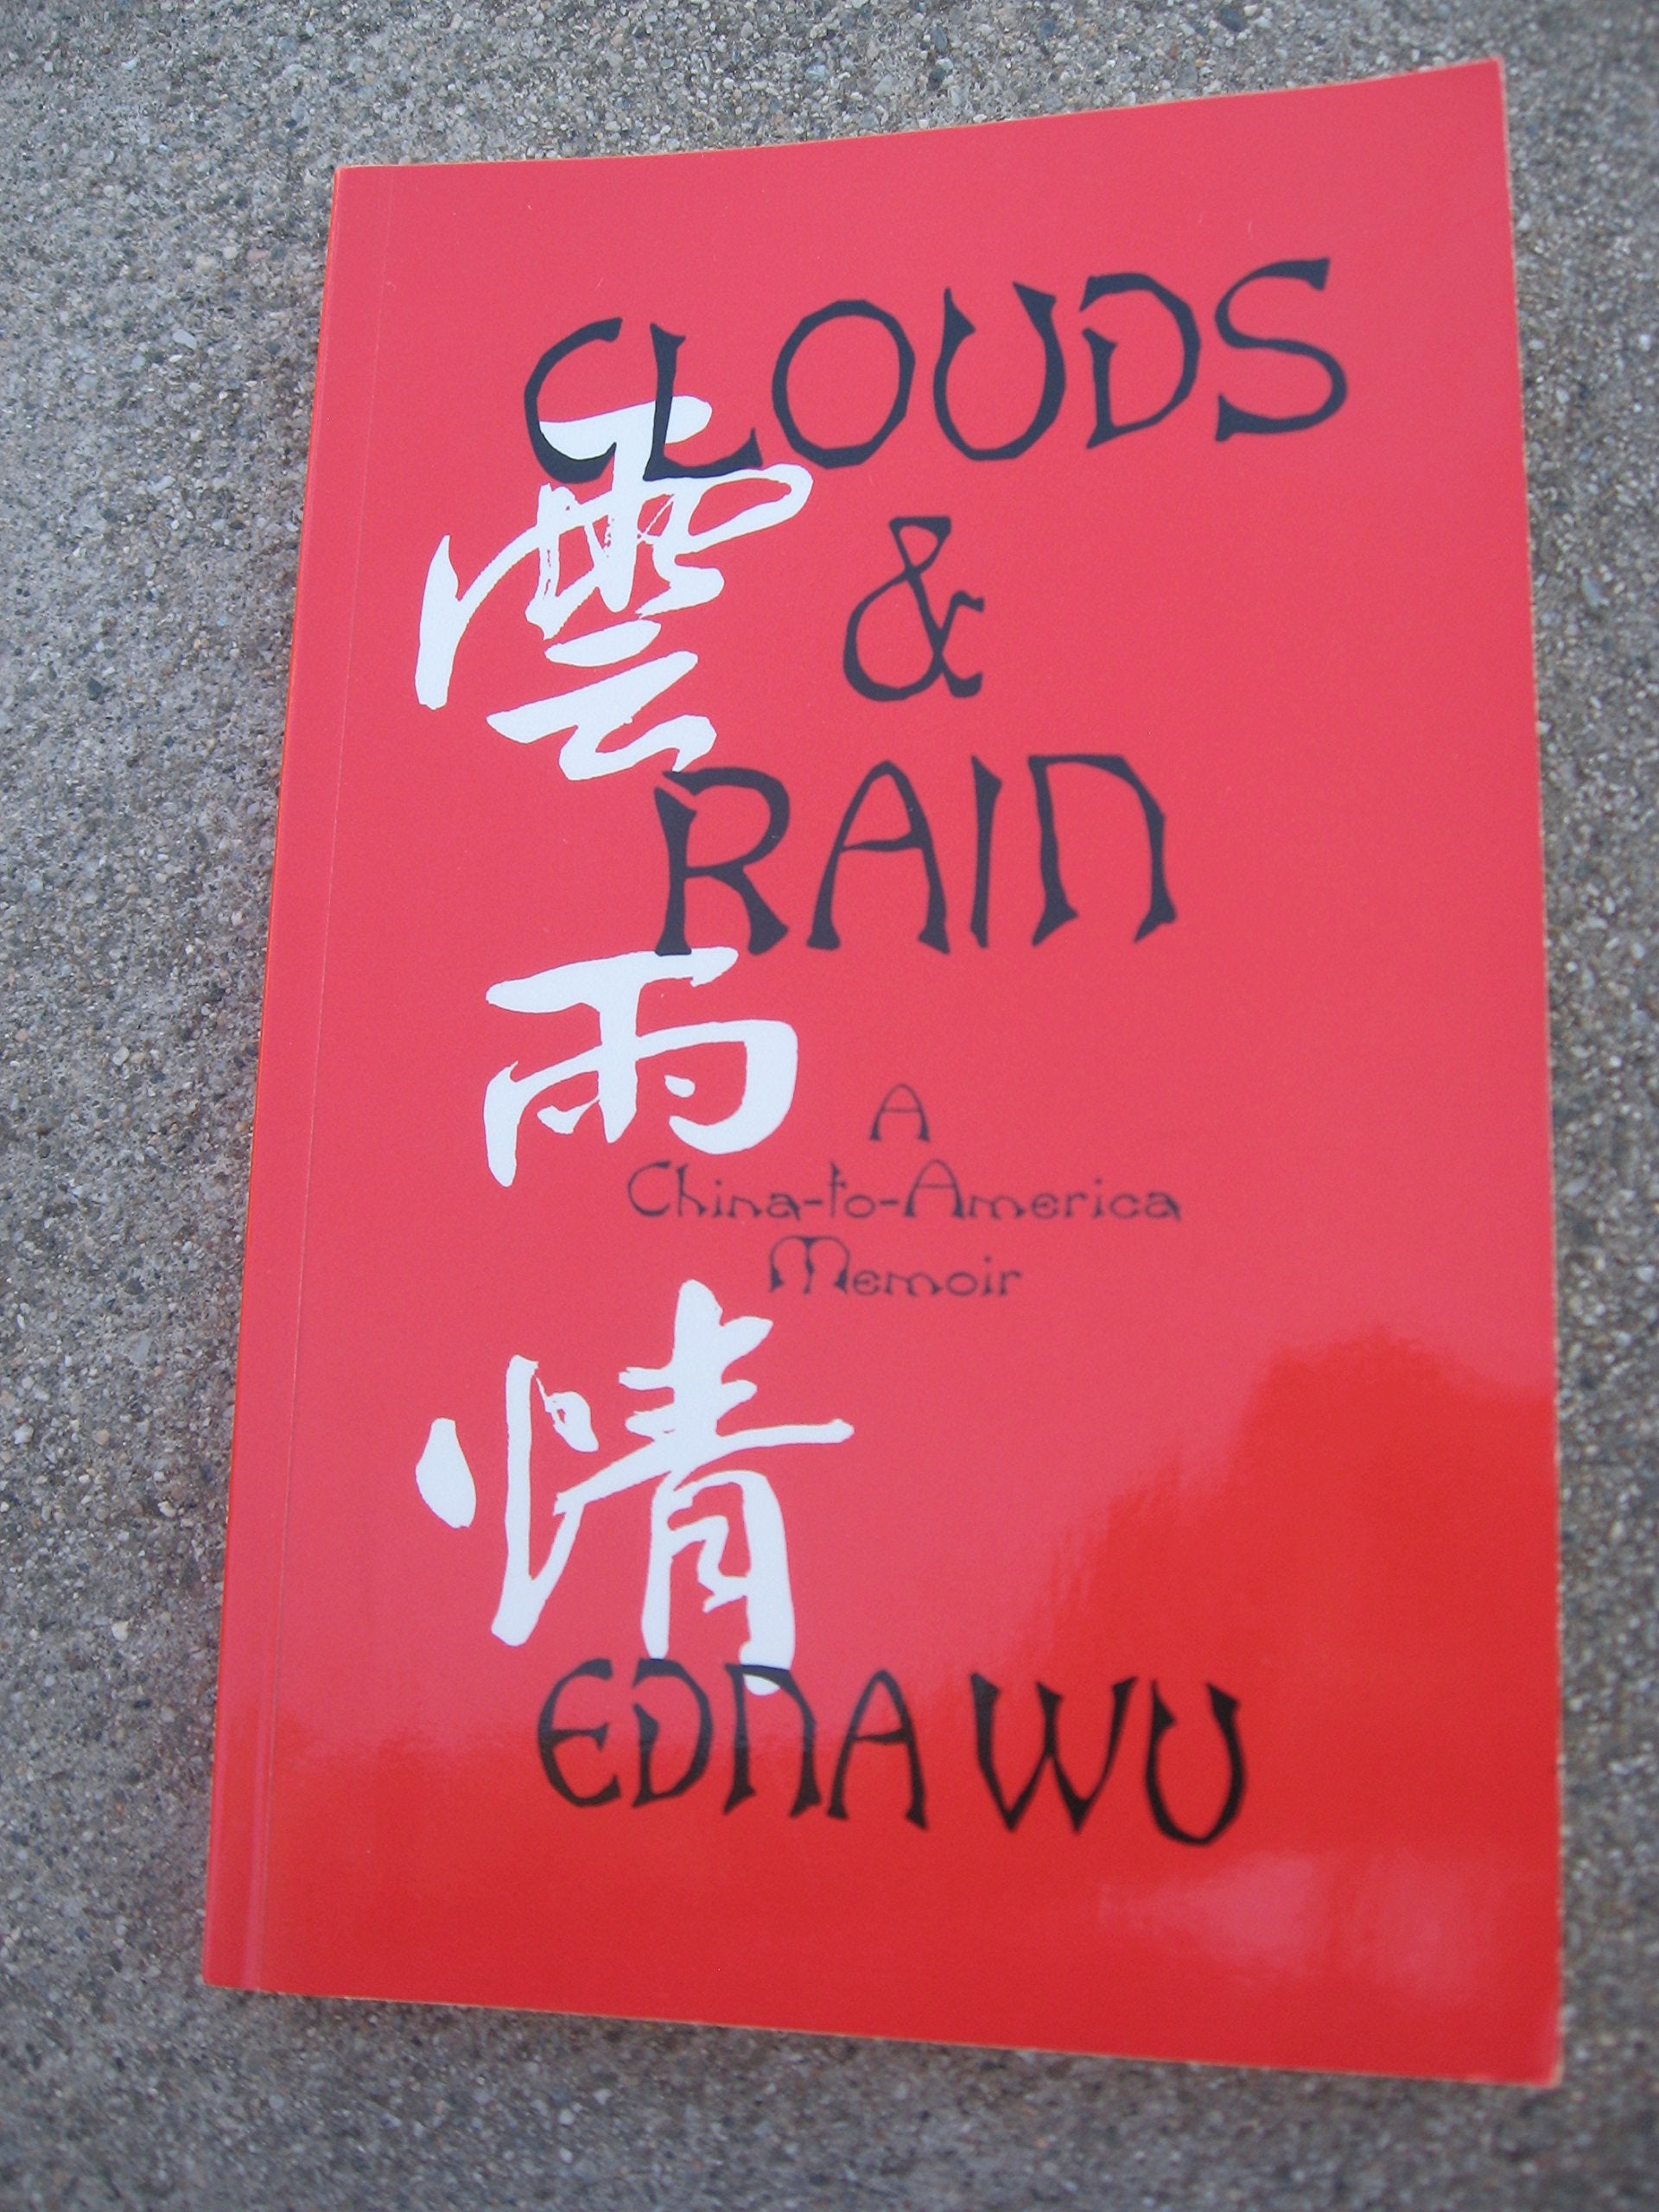 CLOUDS
&
RAIN
雲雨情
A
China-to-America
Memoir
EDNA WU